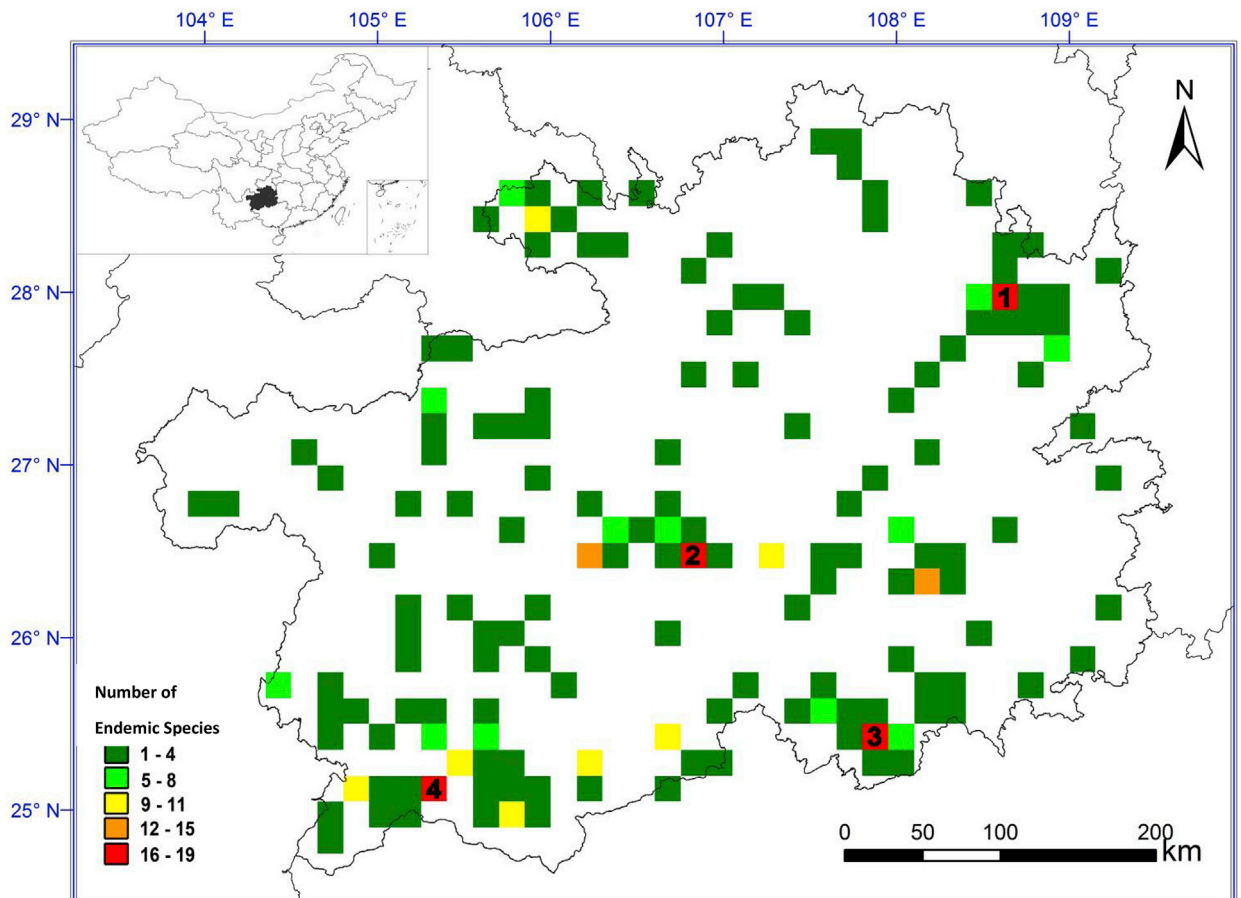 104° E 105° E 106° E 107° E 108° E 109° E
29° N
N
28° N
1
27° N
2
26° N
3
4
25° N
Number of
Endemic Species
1 - 4
5 - 8
9 - 11
12 - 15
16 - 19
0 50 100 200
km